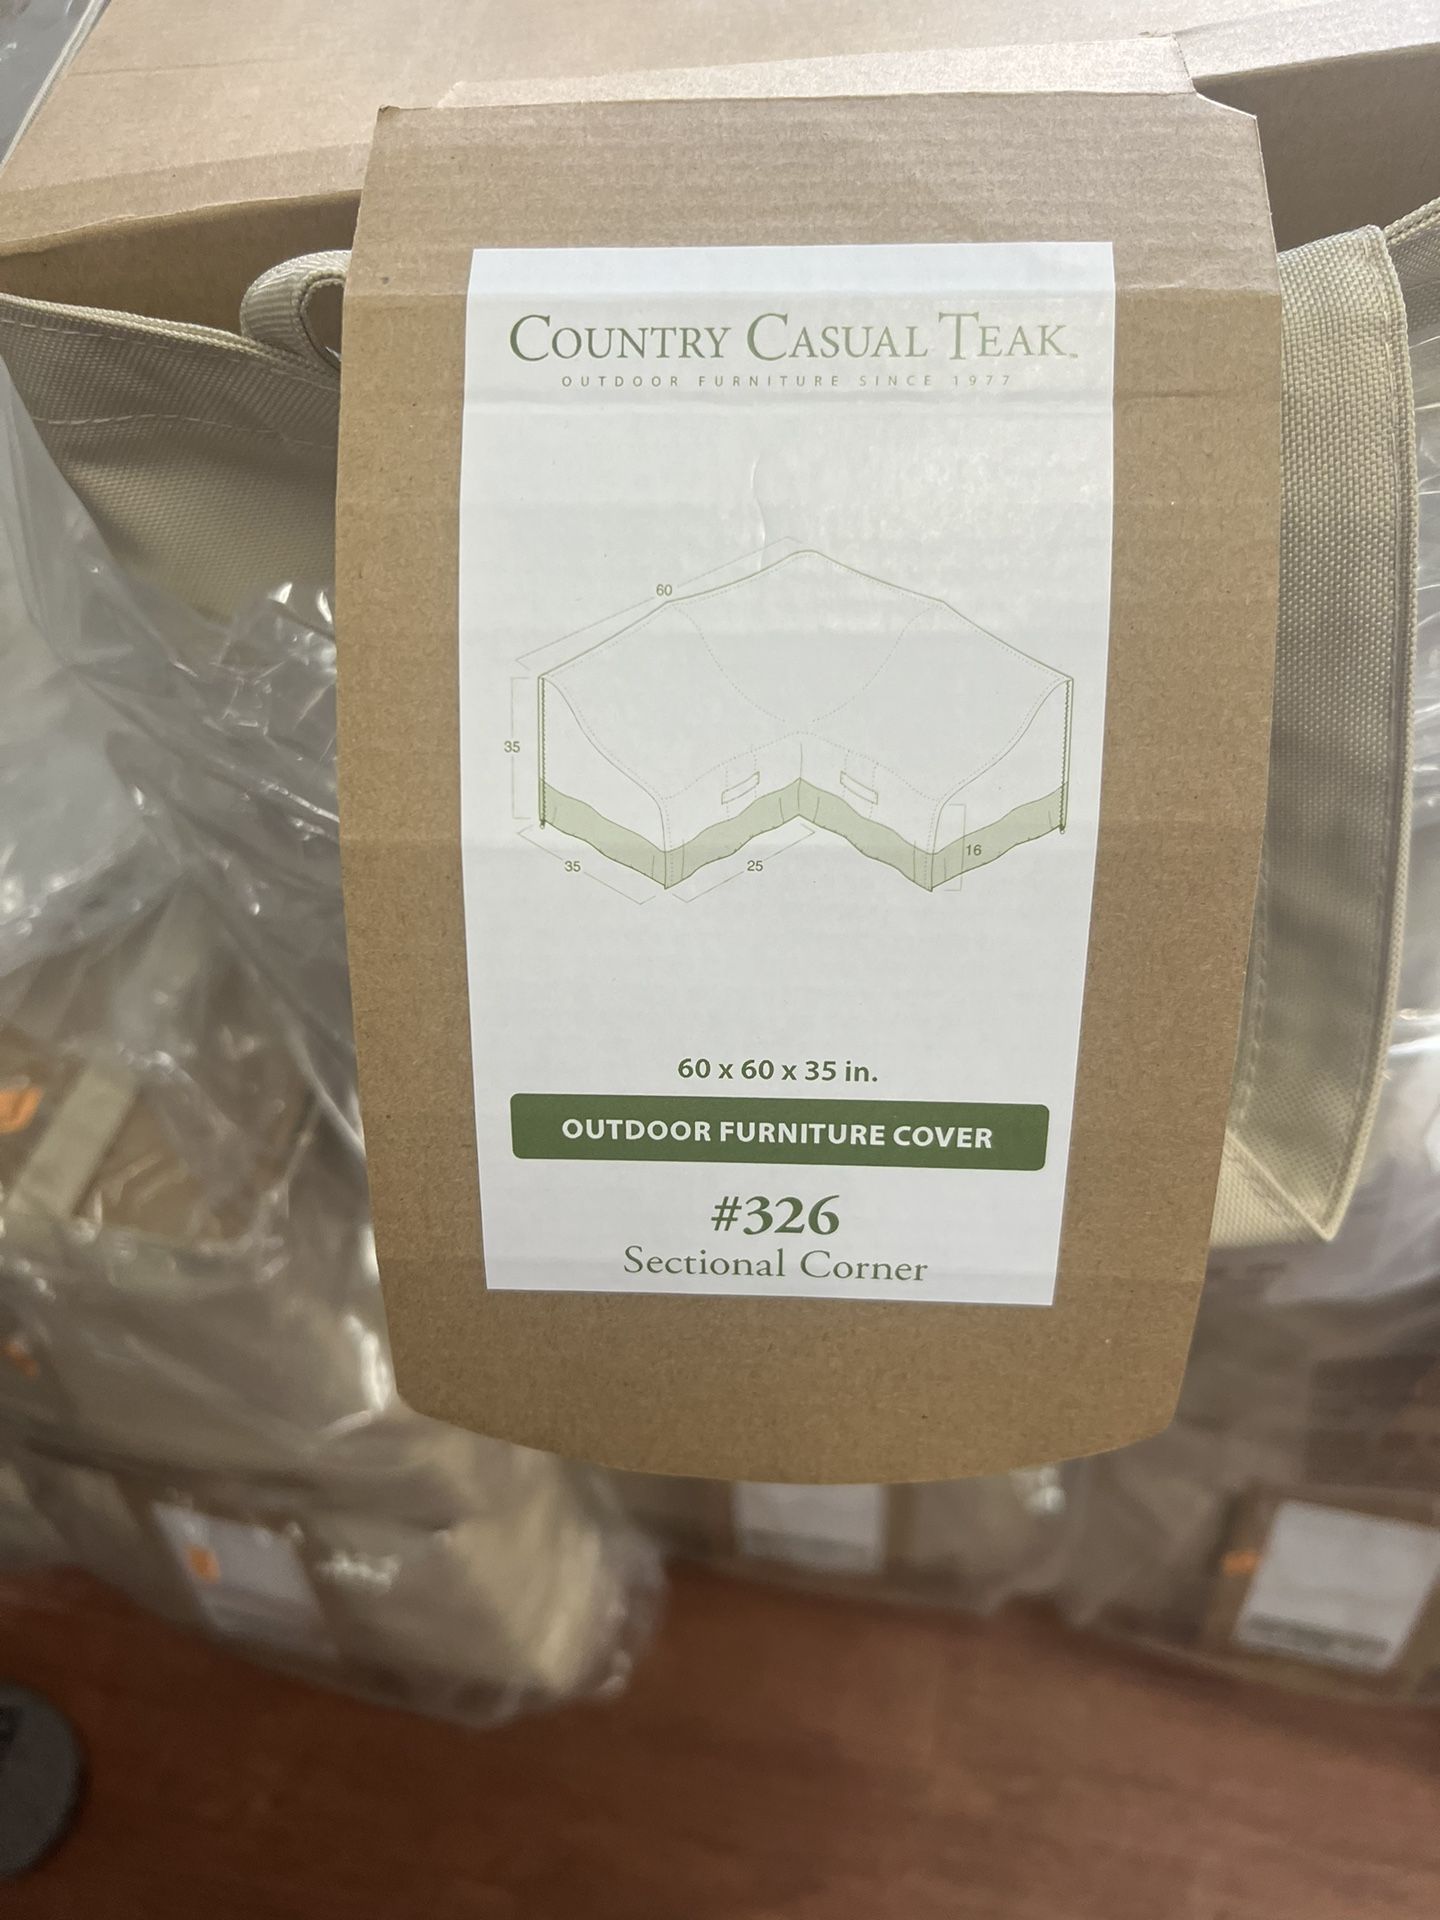 COUNTRY CASUAL TEAK™
OUTDOOR FURNITURE SINCE 1977
60
35
35
25
16
60 x 60 x 35 in.
OUTDOOR FURNITURE COVER
#326
Sectional Corner